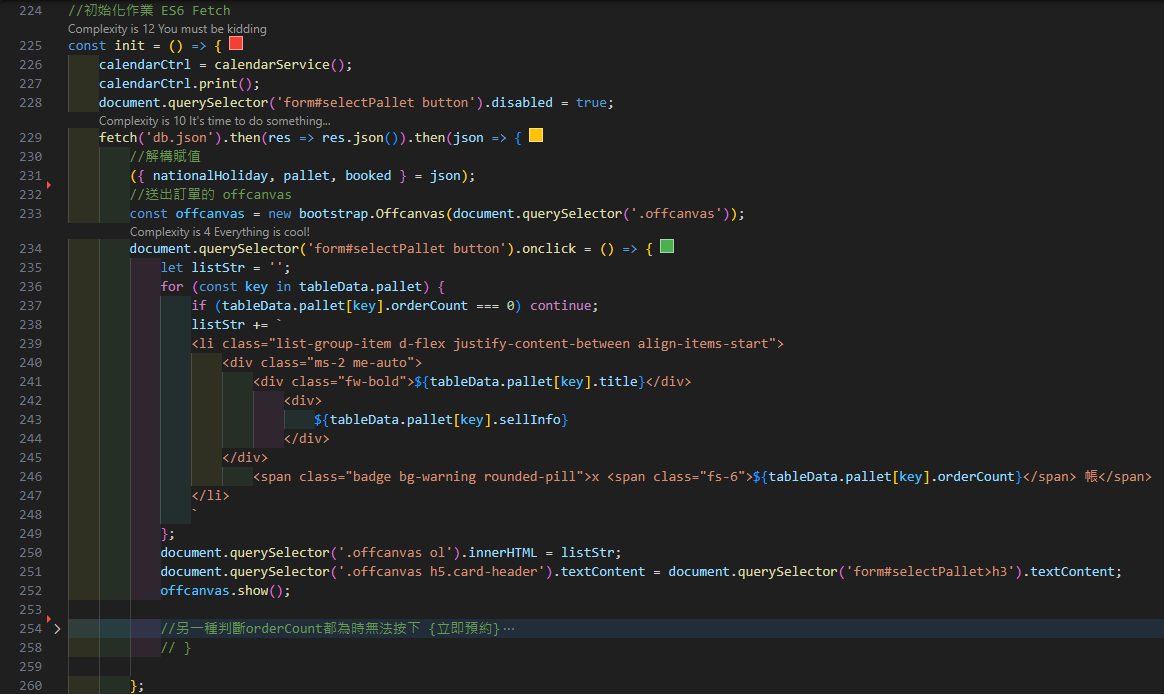 224 //初始化作業 ES6 Fetch
Complexity is 12 You must be kidding
225 const init = () => {
226 calendarCtrl = calendarService();
227 calendarCtrl.print();
228 document.querySelector('form#selectPallet button').disabled = true;
Complexity is 10 It's time to do something...
229 fetch('db.json').then(res => res.json()).then(json => {
230 //解構賦值
231 ({ nationalHoliday, pallet, booked } = json);
232 //送出訂單的 offcanvas
233 const offcanvas = new bootstrap.Offcanvas(document.querySelector('.offcanvas'));
Complexity is 4 Everything is cool!
234 document.querySelector('form#selectPallet button').onclick = () => {
235 let listStr = '';
236 for (const key in tableData.pallet) {
237 if (tableData.pallet[key].orderCount === 0) continue;
238 listStr += `
239 <li class="list-group-item d-flex justify-content-between align-items-start">
240 <div class="ms-2 me-auto">
241 <div class="fw-bold">${tableData.pallet[key].title}</div>
242 <div>
243 ${tableData.pallet[key].sellInfo}
244 </div>
245 </div>
246 <span class="badge bg-warning rounded-pill">x <span class="fs-6">${tableData.pallet[key].orderCount}</span> 帳</span>
247 </li>
248 `
249 };
250 document.querySelector('.offcanvas ol').innerHTML = listStr;
251 document.querySelector('.offcanvas h5.card-header').textContent = document.querySelector('form#selectPallet>h3').textContent;
252 offcanvas.show();
253
254 //另一種判斷orderCount都為時無法按下 {立即預約}…
258 // }
259
260 };